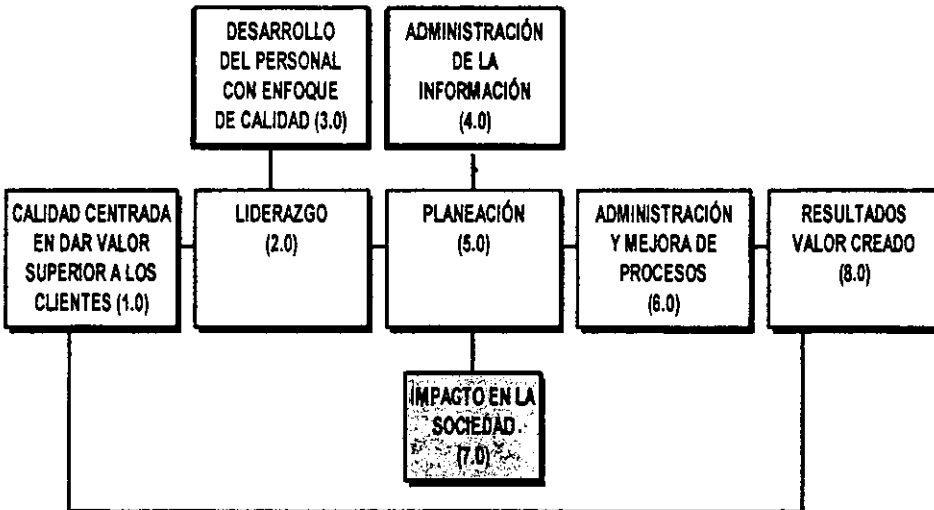 DESARROLLO
DEL PERSONAL
CON ENFOQUE
DE CALIDAD (3.0)
ADMINISTRACIÓN
DE LA
INFORMACIÓN
(4.0)
CALIDAD CENTRADA
EN DAR VALOR
SUPERIOR A LOS
CLIENTES (1.0)
LIDERAZGO
(2.0)
PLANEACIÓN
(5.0)
ADMINISTRACIÓN
Y MEJORA DE
PROCESOS
(6.0)
RESULTADOS
VALOR CREADO
(8.0)
IMPACTO EN LA
SOCIEDAD
(7.0)